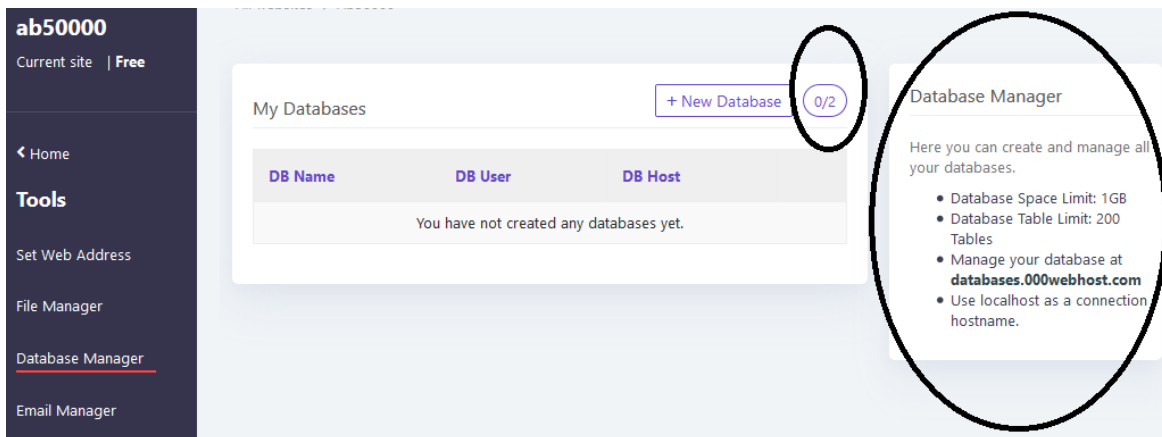 ab50000
Current site | Free
Home
Tools
Set Web Address
File Manager
Database Manager
Email Manager
My Databases
+ New Database
0/2
DB Name DB User DB Host
You have not created any databases yet.
Database Manager
Here you can create and manage all
your databases.
Database Space Limit: 1GB
Database Table Limit: 200
Tables
Manage your database at
databases.000webhost.com
Use localhost as a connection
hostname.